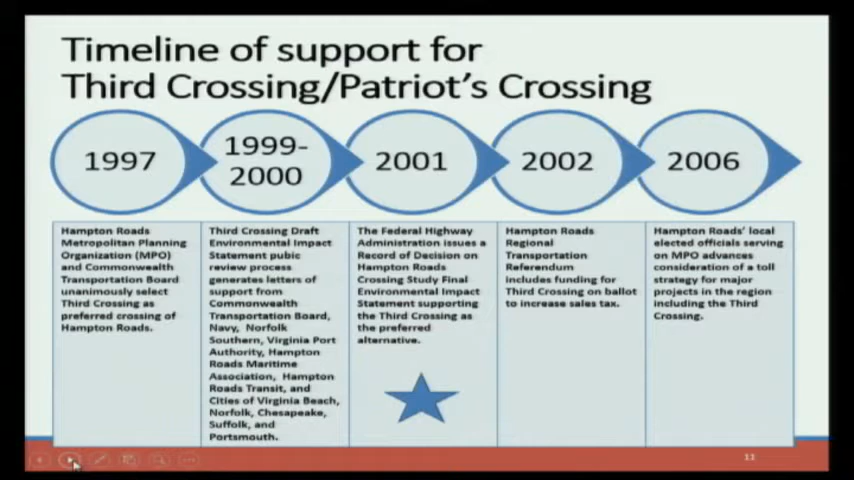 Timeline of support for
Third Crossing/Patriot's Crossing
1997
1999-
2000
2001
2002
2006
Hampton Roads
Metropolitan Planning
Organization (MPO)
and Commonwealth
Transportation Board
unanimously select
Third Crossing as
preferred crossing of
Hampton Roads.
Third Crossing Draft
Environmental Impact
Statement pubic
review process
generates letters of
support from
Commonwealth
Transportation Board,
Navy, Norfolk
Southern, Virginia Port
Authority, Hampton
Roads Maritime
Association, Hampton
Roads Transit, and
Cities of Virginia Beach,
Norfolk, Chesapeake,
Suffolk, and
Portsmouth.
The Federal Highway
Administration issues a
Record of Decision on
Hampton Roads
Crossing Study Final
Environmental Impact
Statement supporting
the Third Crossing as
the preferred
alternative.
Hampton Roads
Regional
Transportation
Referendum
includes funding for
Third Crossing on ballot
to increase sales tax.
Hampton Roads' local
elected officials serving
on MPO advances
consideration of a toll
strategy for major
projects in the region
including the Third
Crossing.
11